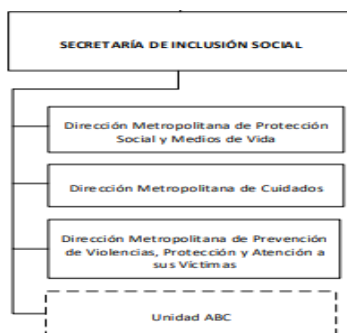 SECRETARÍA DE INCLUSIÓN SOCIAL
Dirección Metropolitana de Protección
Social y Medios de Vida
Dirección Metropolitana de Cuidados
Dirección Metropolitana de Prevención
de Violencias, Protección y Atención a
sus Víctimas
Unidad ABC